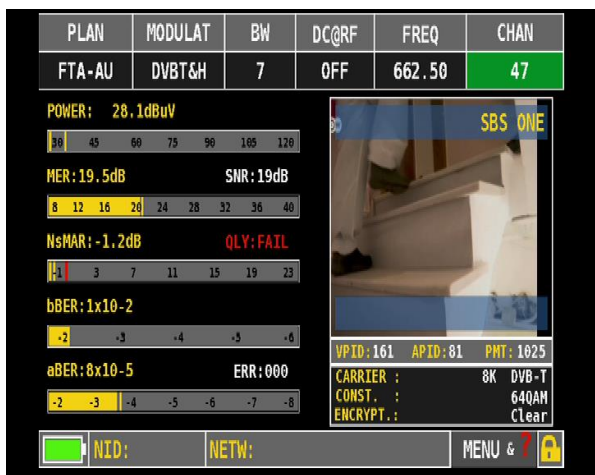 PLAN MODULAT BW DC@RF FREQ CHAN
FTA-AU DVBT&H 7 OFF 662.50 47
POWER: 28.1dBuV
30 45 60 75 90 105 120
SBS ONE
MER:19.5dB SNR:19dB
8 12 16 20 24 28 32 36 40
NsMAR:-1.2dB QLY:FAIL
-1 3 7 11 15 19 23
bBER:1x10-2
-2 -3 -4 -5 -6
VPID:161 APID:81 PMT:1025
aBER:8x10-5 ERR:000
CARRIER : 8K DVB-T
CONST. : 64QAM
-2 -3 -4 -5 -6 -7 -8
ENCRYPT.: Clear
NID: NETW: MENU & ?